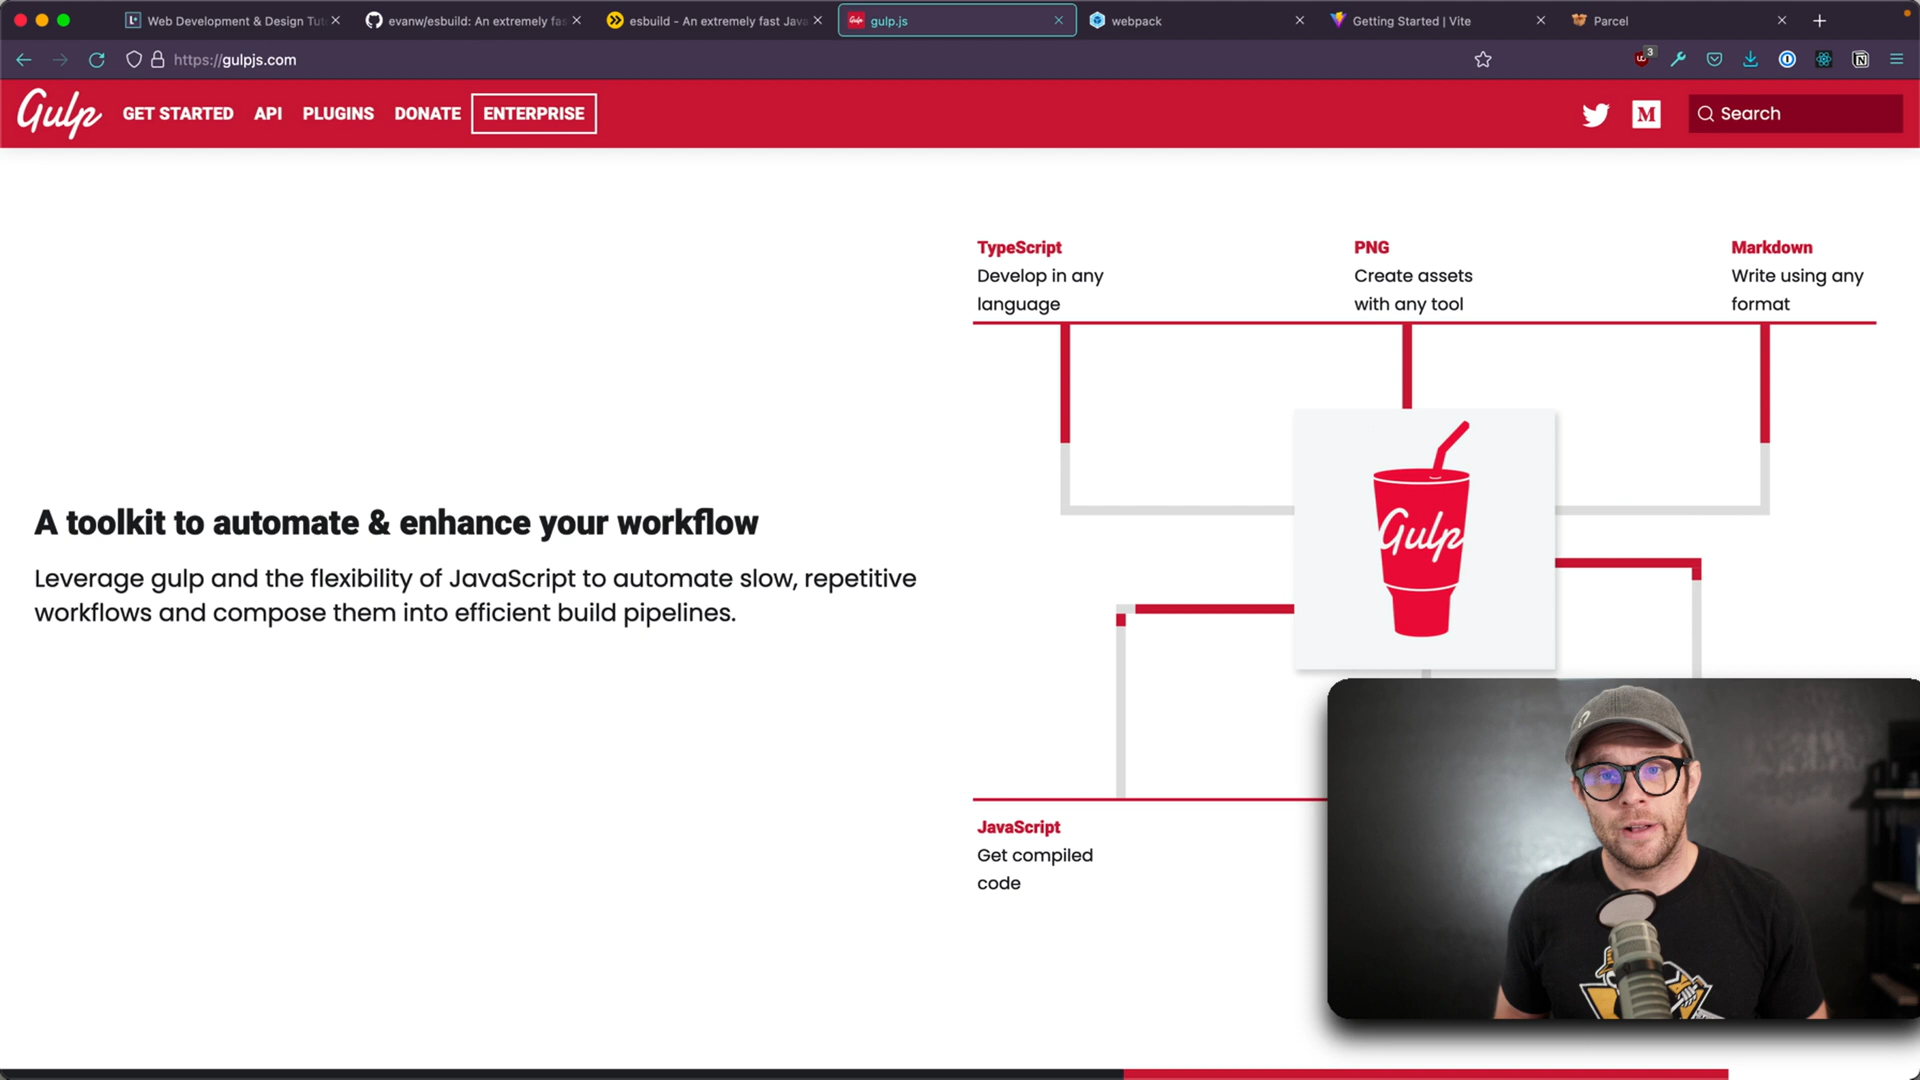 Web Development & Design Tut
evanw/esbuild: An extremely fas
esbuild - An extremely fast Java
gulp.js
webpack
Getting Started | Vite
Parcel
https://gulpjs.com
3
Gulp
GET STARTED
API
PLUGINS
DONATE
ENTERPRISE
M
Search
TypeScript
Develop in any
language
PNG
Create assets
with any tool
Markdown
Write using any
format
Gulp
A toolkit to automate & enhance your workflow
Leverage gulp and the flexibility of JavaScript to automate slow, repetitive
workflows and compose them into efficient build pipelines.
JavaScript
Get compiled
code